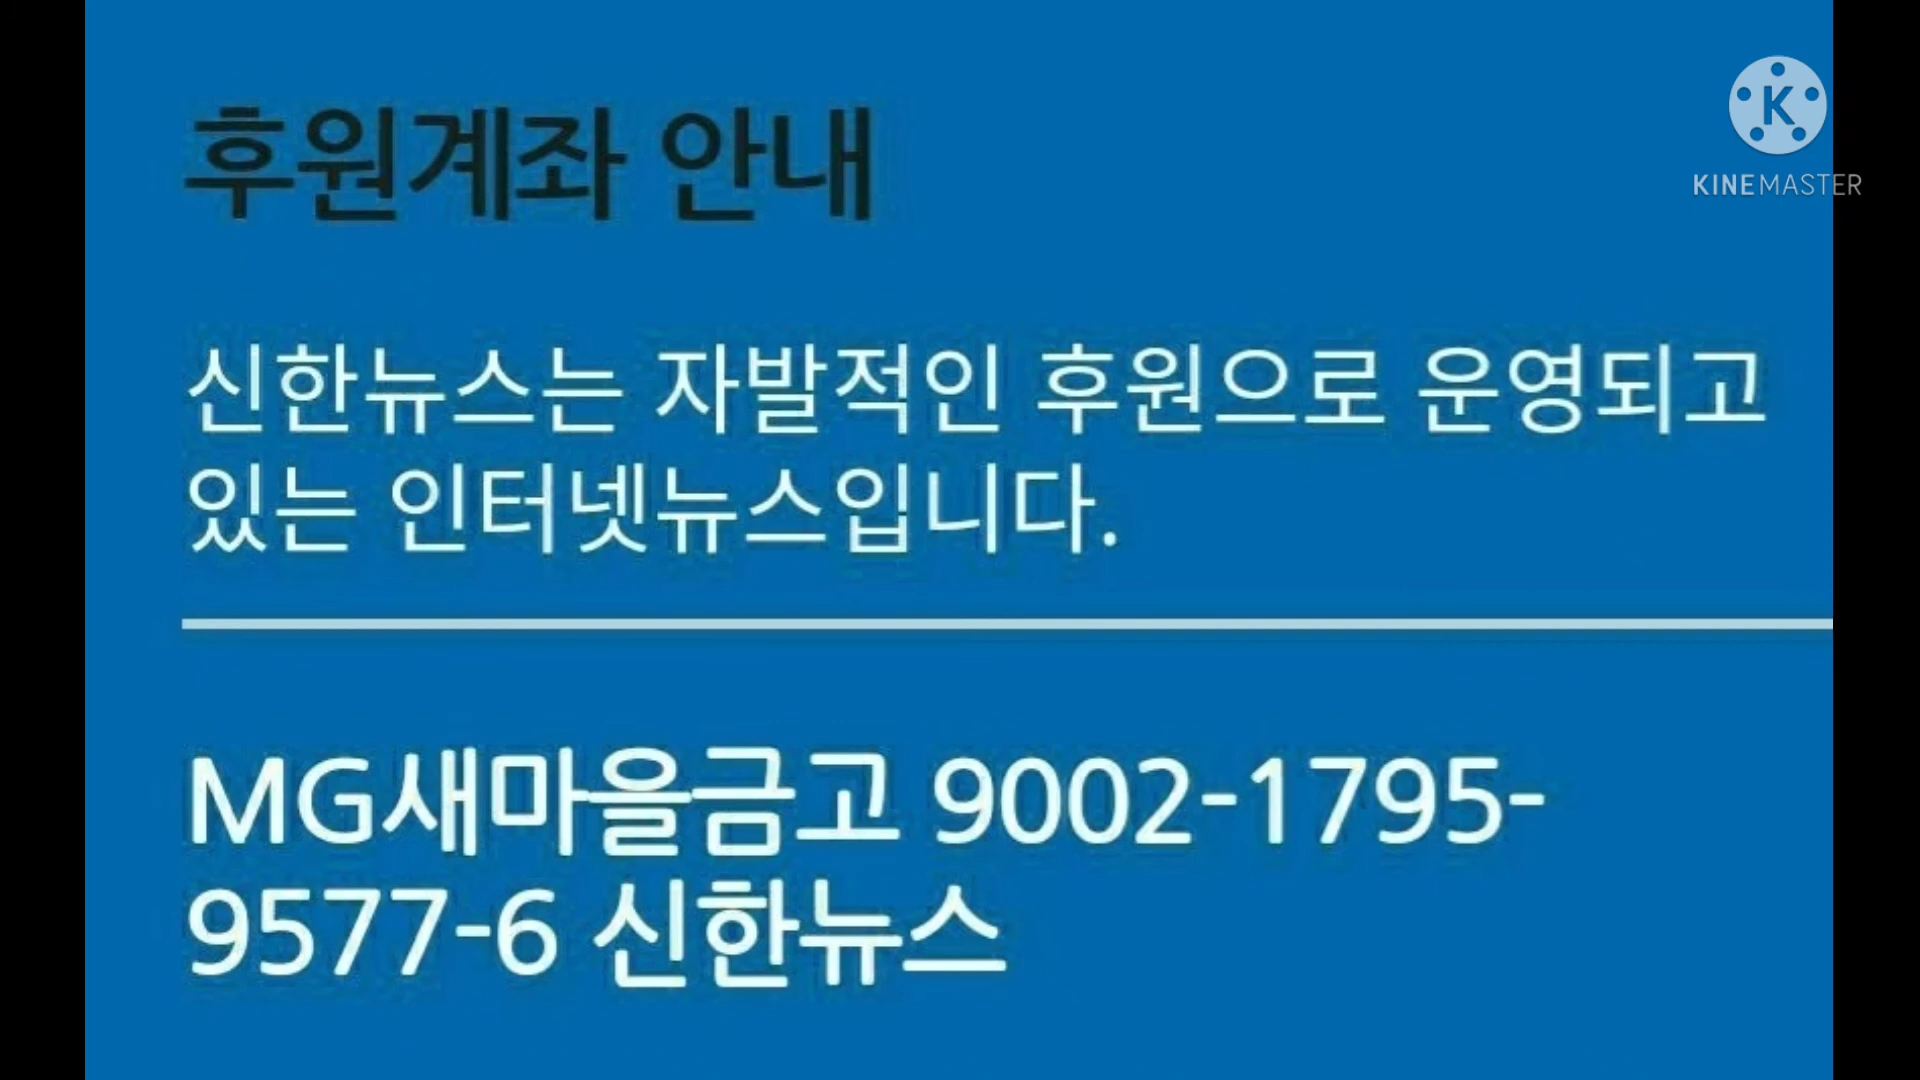 후원계좌 안내
KINEMASTER
신한뉴스는 자발적인 후원으로 운영되고
있는 인터넷뉴스입니다.
MG새마을금고 9002-1795-
9577-6 신한뉴스